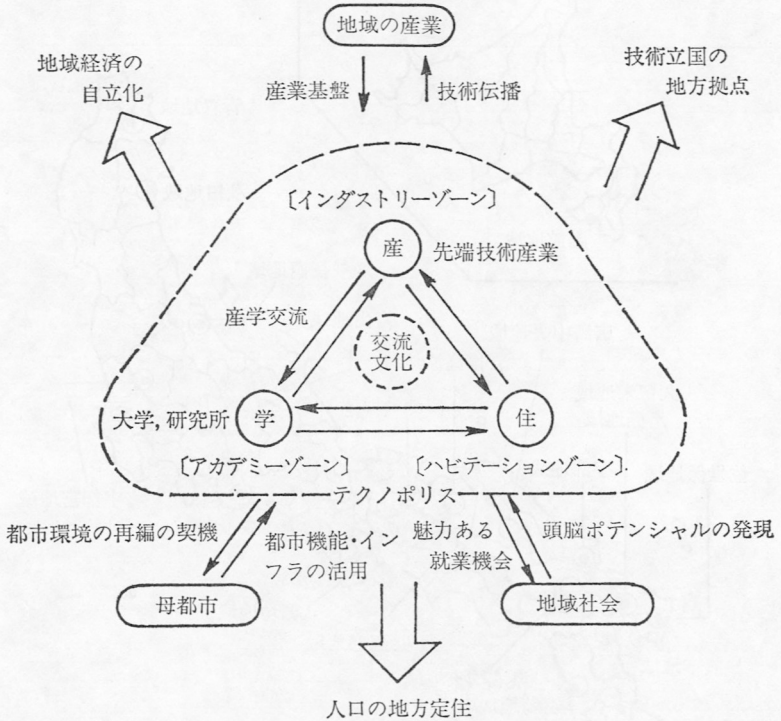 地域の産業
地域経済の
自立化
産業基盤
技術伝播
技術立国の
地方拠点
〔インダストリーゾーン〕
産
先端技術産業
産学交流
交流
文化
大学,研究所
学
住
〔アカデミーゾーン〕
〔ハビテーションゾーン〕.
テクノポリス
都市環境の再編の契機
都市機能・イン
フラの活用
魅力ある
就業機会
頭脳ポテンシャルの発現
母都市
地域社会
人口の地方定住